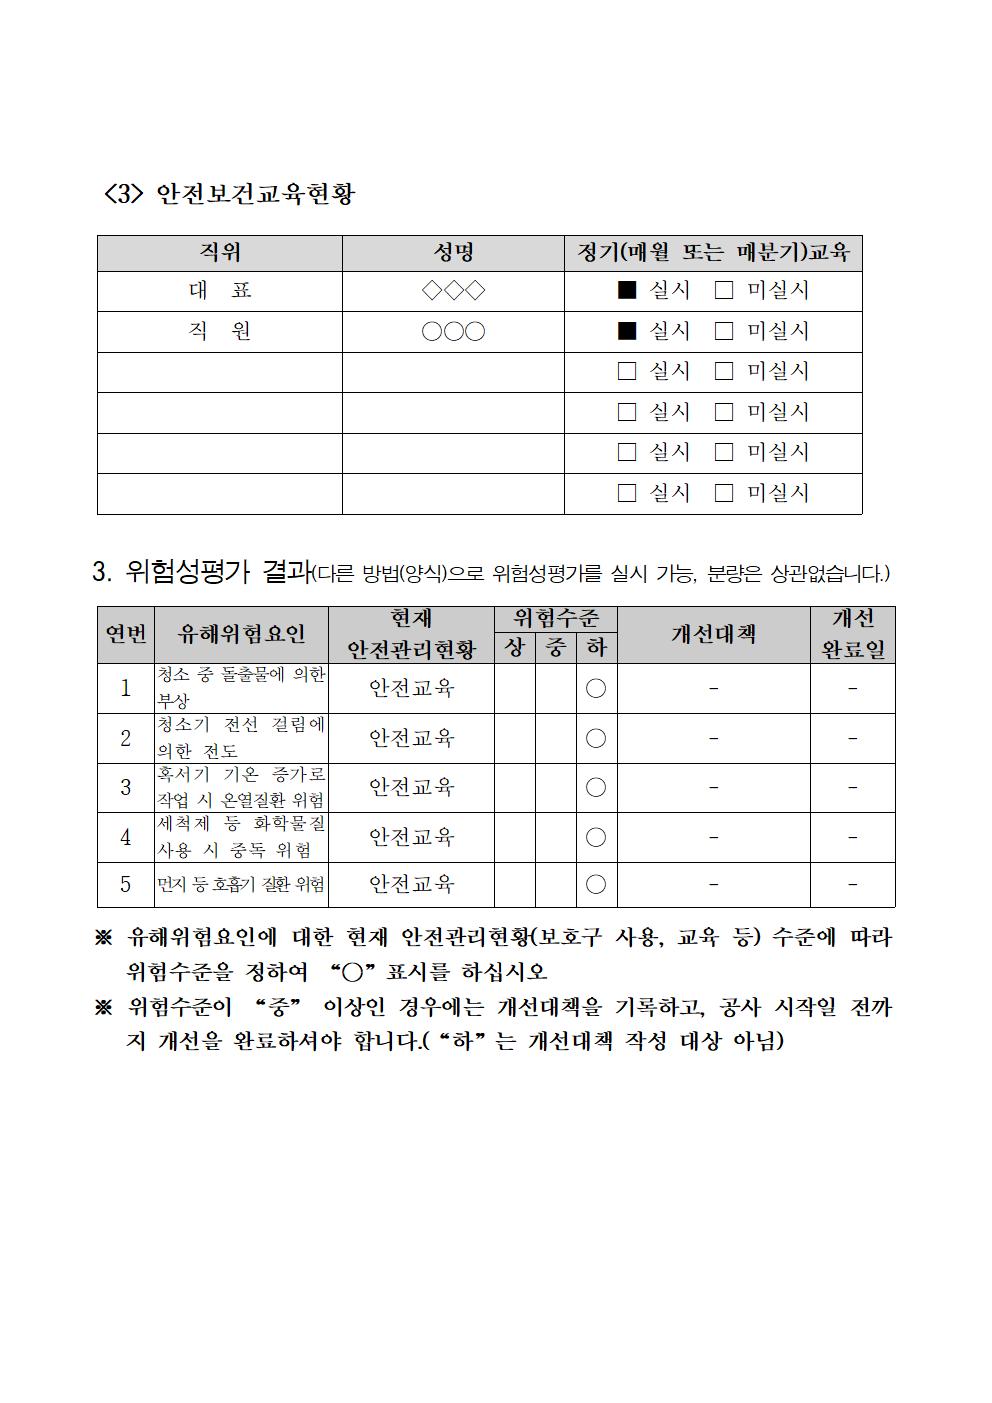 <3> 안전보건교육현황
직위 성명 정기(매월 또는 매분기)교육
대 표 ◇◇◇ ■ 실시 □ 미실시
직 원 ○○○ ■ 실시 □ 미실시
□ 실시 □ 미실시
□ 실시 □ 미실시
□ 실시 □ 미실시
□ 실시 □ 미실시
3. 위험성평가 결과(다른 방법(양식)으로 위험성평가를 실시 가능, 분량은 상관없습니다.)
연번 유해위험요인 현재 안전관리현황 위험수준 개선대책 개선 완료일
상 중 하
1 청소 중 돌출물에 의한 부상 안전교육 ○ - -
2 청소기 전선 걸림에 의한 전도 안전교육 ○ - -
3 혹서기 기온 증가로 작업 시 온열질환 위험 안전교육 ○ - -
4 세척제 등 화학물질 사용 시 중독 위험 안전교육 ○ - -
5 먼지 등 호흡기 질환 위험 안전교육 ○ - -
※ 유해위험요인에 대한 현재 안전관리현황(보호구 사용, 교육 등) 수준에 따라
위험수준을 정하여 “○” 표시를 하십시오
※ 위험수준이 “중” 이상인 경우에는 개선대책을 기록하고, 공사 시작일 전까
지 개선을 완료하셔야 합니다.( “하” 는 개선대책 작성 대상 아님)